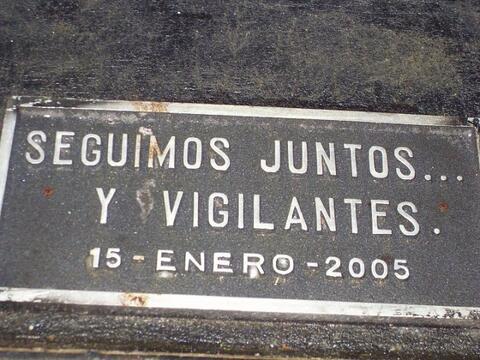 SEGUIMOS JUNTOS...
Y VIGILANTES.
15-ENERO-2005